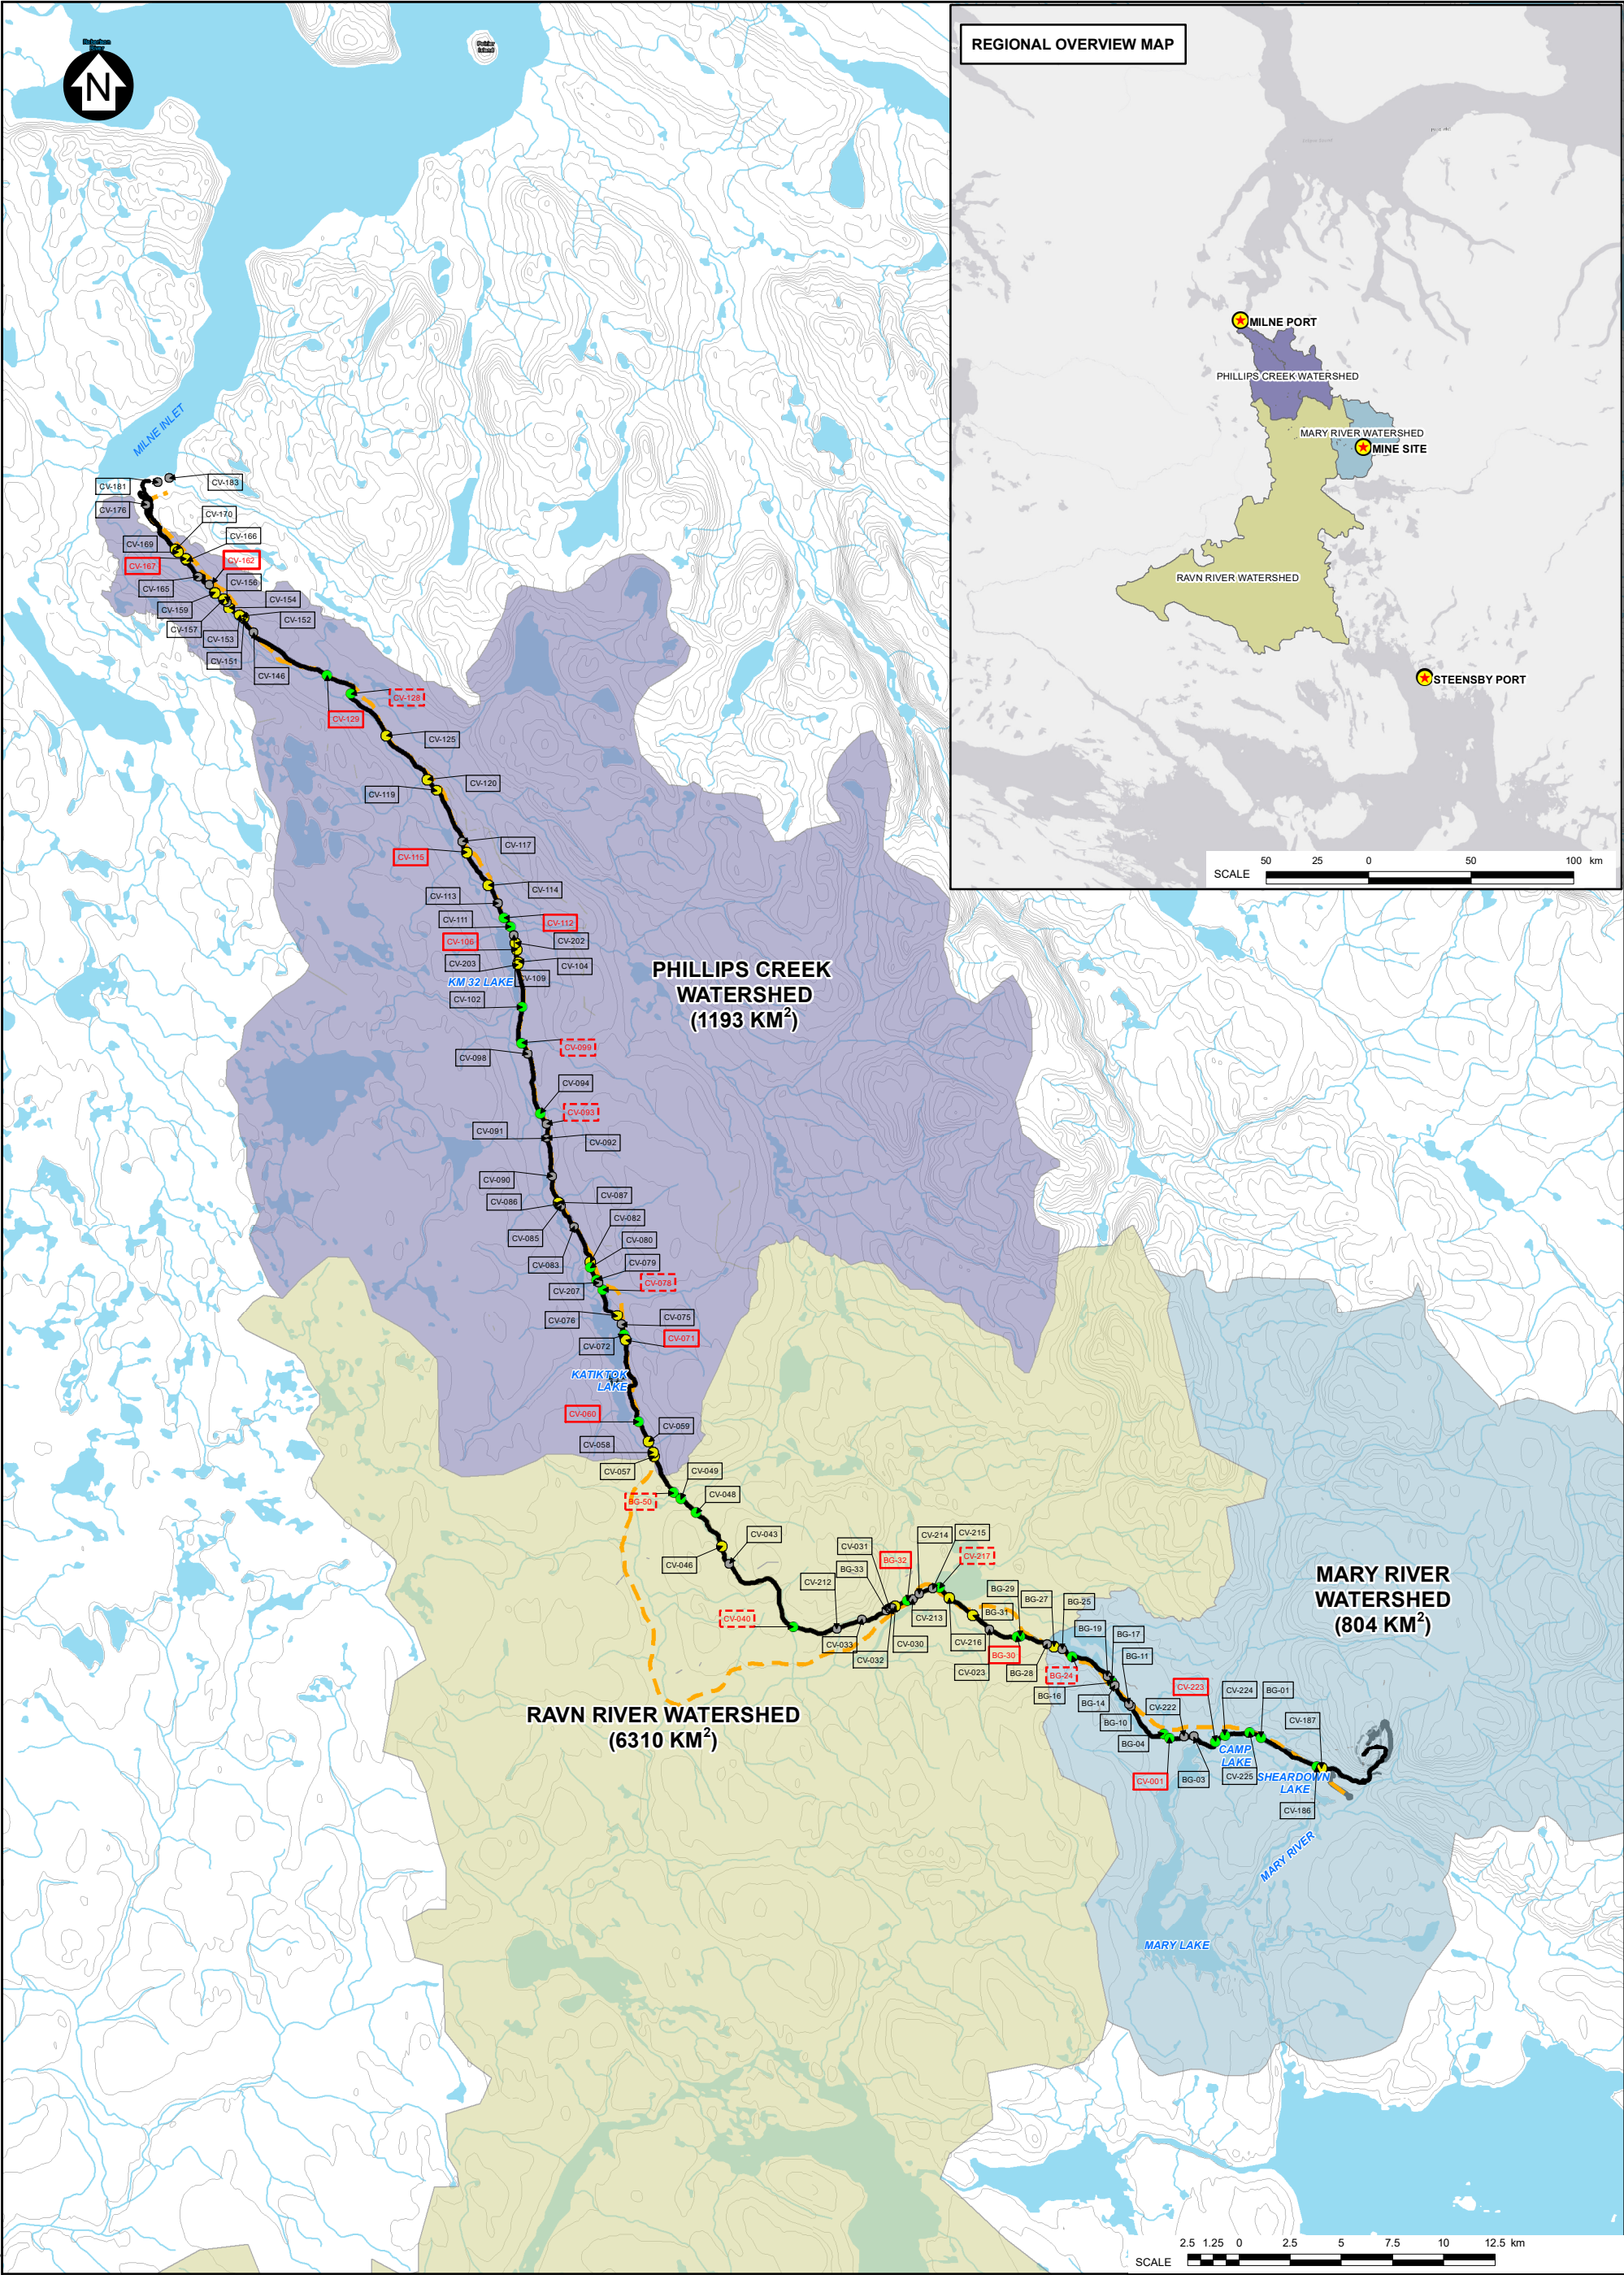 REGIONAL OVERVIEW MAP
N
MILNE PORT
PHILLIPS CREEK WATERSHED
MARY RIVER WATERSHED
MINE SITE
RAVN RIVER WATERSHED
STEENSBY PORT
50 25 0 50 100 km
SCALE
MILNE INLET
CV-181
CV-183
CV-176
CV-170
CV-169
CV-166
CV-167
CV-162
CV-165
CV-156
CV-159
CV-154
CV-157
CV-152
CV-153
CV-151
CV-146
CV-128
CV-129
CV-125
CV-120
CV-119
CV-117
CV-115
CV-114
CV-113
CV-111
CV-112
CV-106
CV-202
CV-203
CV-104
KM 32 LAKE
CV-109
CV-102
PHILLIPS CREEK
WATERSHED
(1193 KM2)
CV-099
CV-098
CV-094
CV-093
CV-091
CV-092
CV-090
CV-087
CV-086
CV-082
CV-085
CV-080
CV-083
CV-079
CV-078
CV-207
CV-076
CV-075
CV-072
CV-071
KATIKTOK
LAKE
CV-060
CV-059
CV-058
CV-057
CV-049
BG-50
CV-048
CV-043
CV-046
CV-031
BG-33
BG-32
CV-214
CV-215
CV-217
CV-212
CV-040
CV-033
CV-032
CV-030
CV-213
CV-216
CV-023
BG-29
BG-31
BG-27
BG-25
BG-30
BG-28
BG-24
BG-19
BG-17
BG-11
BG-16
BG-14
BG-10
BG-04
CV-222
CV-223
CV-224
BG-01
CV-187
CV-001
BG-03
CV-225
CAMP
LAKE
SHEARDOWN
LAKE
CV-186
MARY RIVER
WATERSHED
(804 KM2)
RAVN RIVER WATERSHED
(6310 KM2)
MARY RIVER
MARY LAKE
2.5 1.25 0 2.5 5 7.5 10 12.5 km
SCALE